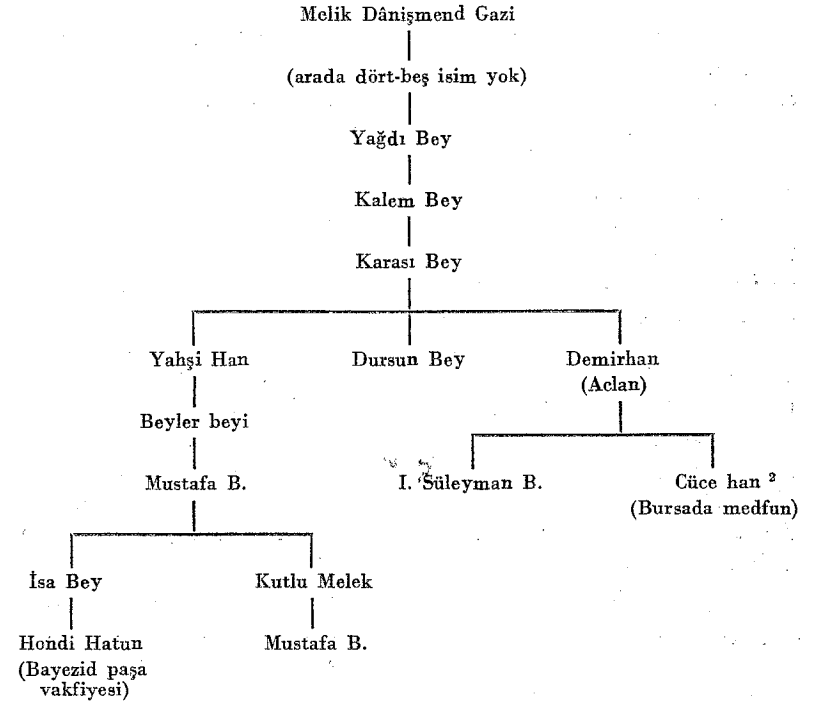 Melik Dânişmend Gazi
(arada dört-beş isim yok)
Yağdı Bey
Kalem Bey
Karası Bey
Yahşi Han
Dursun Bey
Demirhan
(Aclan)
Beyler beyi
Mustafa B.
I. Süleyman B.
Cüce han ²
(Bursada medfun)
İsa Bey
Kutlu Melek
Hondi Hatun
(Bayezid paşa
vakfiyesi)
Mustafa B.